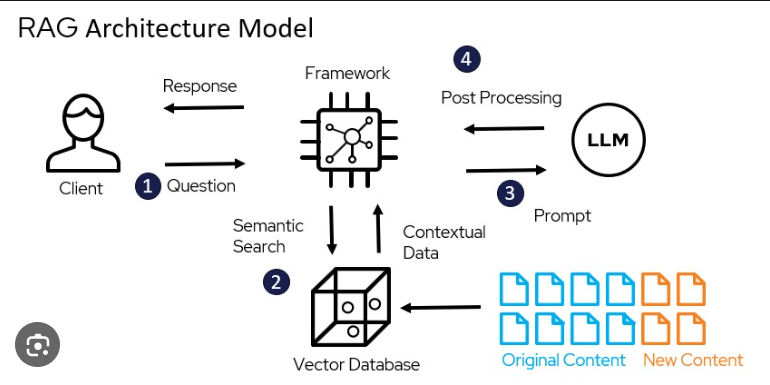 RAG Architecture Model
4
Framework
Response
Post Processing
LLM
Client
1 Question
3
Prompt
Semantic
Search
Contextual
Data
2
Vector Database
Original Content
New Content